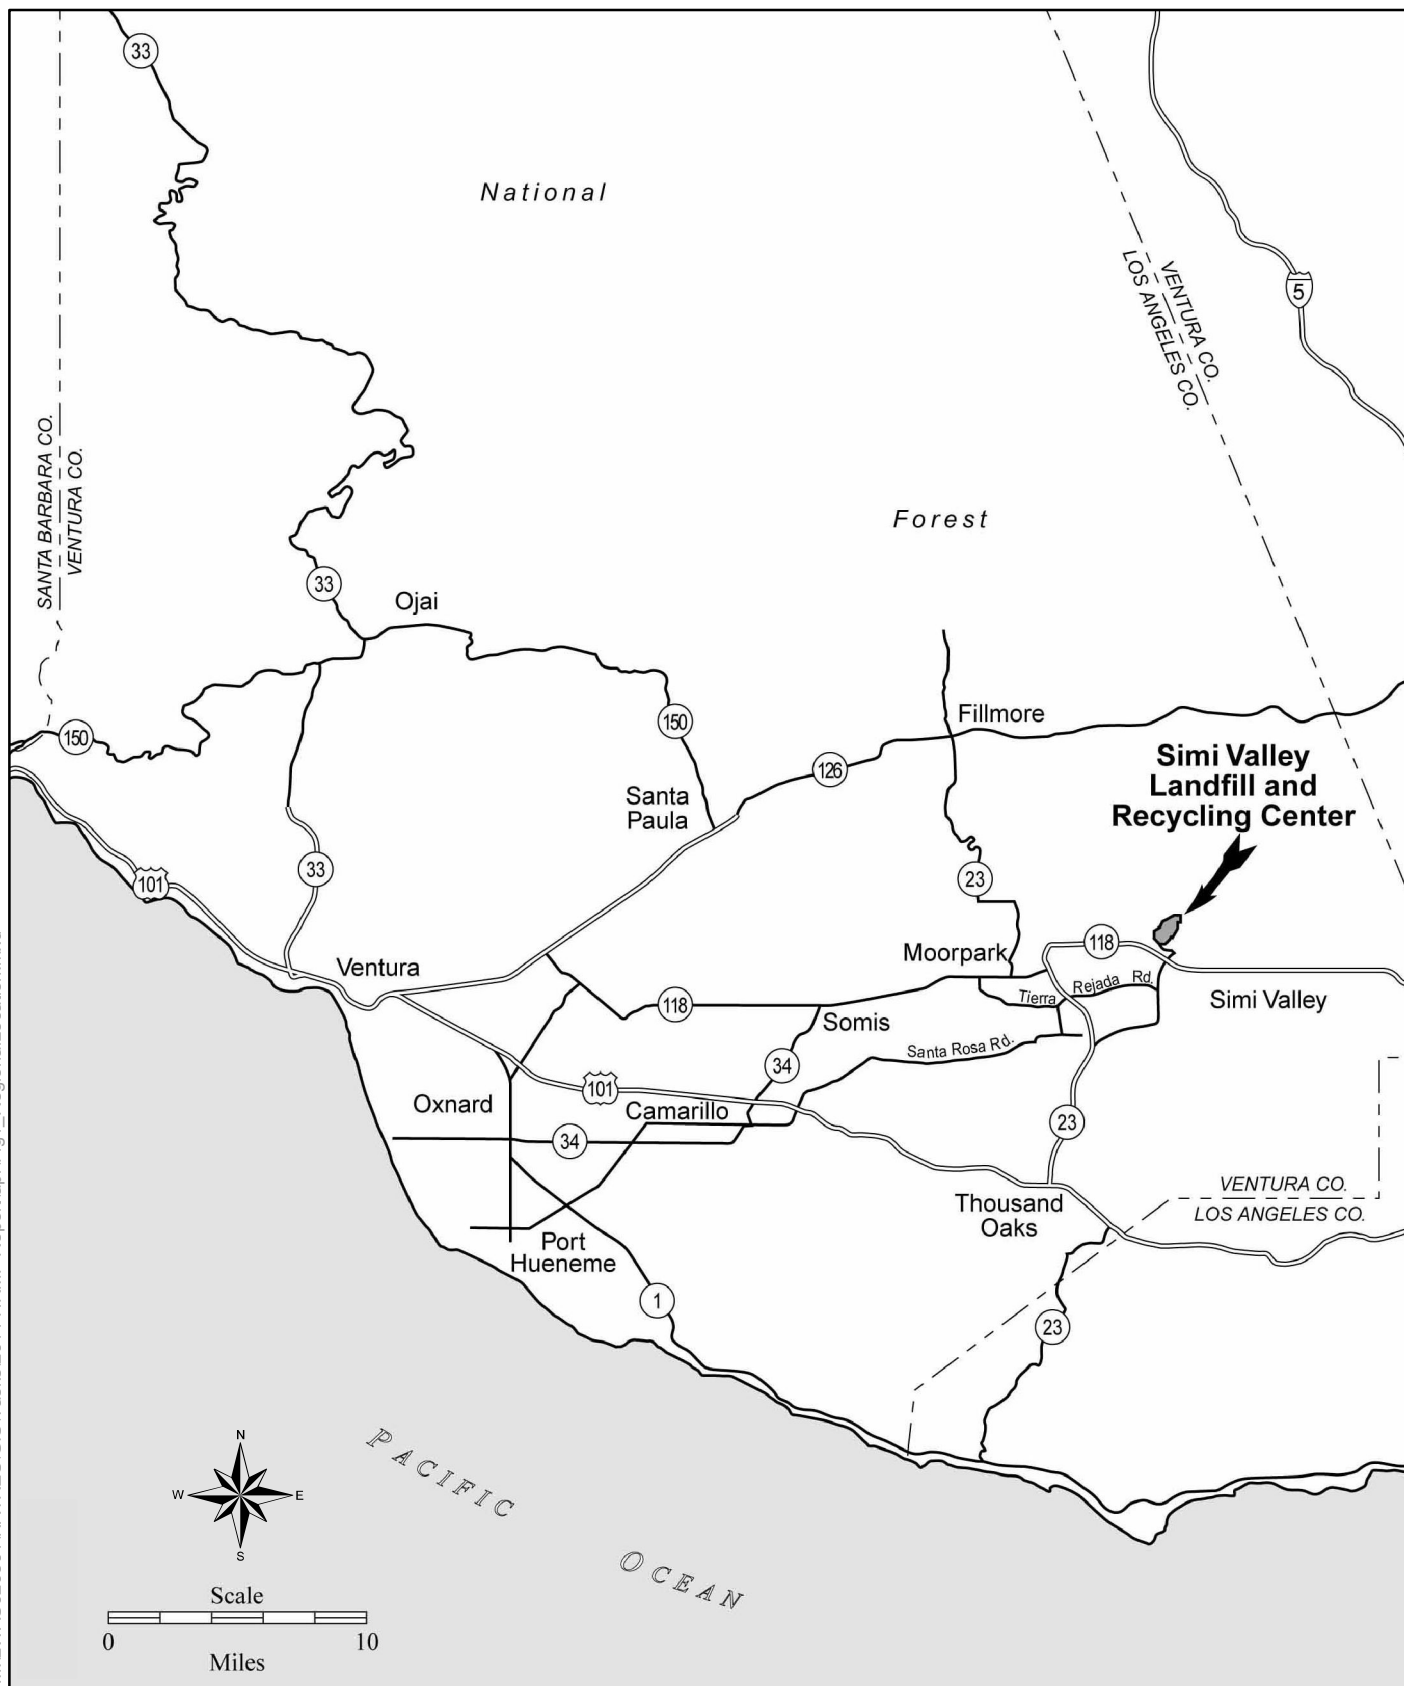 33
National
VENTURA CO.
LOS ANGELES CO.
5
SANTA BARBARA CO.
VENTURA CO.
Forest
33
Ojai
150
150
Fillmore
126
Simi Valley
Landfill and
Recycling Center
Santa
Paula
33
101
23
Moorpark
118
Ventura
Rejada Rd.
Tierra
Simi Valley
118
Somis
Santa Rosa Rd.
34
101
Oxnard
Camarillo
34
23
VENTURA CO.
LOS ANGELES CO.
Thousand
Oaks
Port
Hueneme
1
23
PACIFIC
OCEAN
N
W
E
S
Scale
0
10
Miles